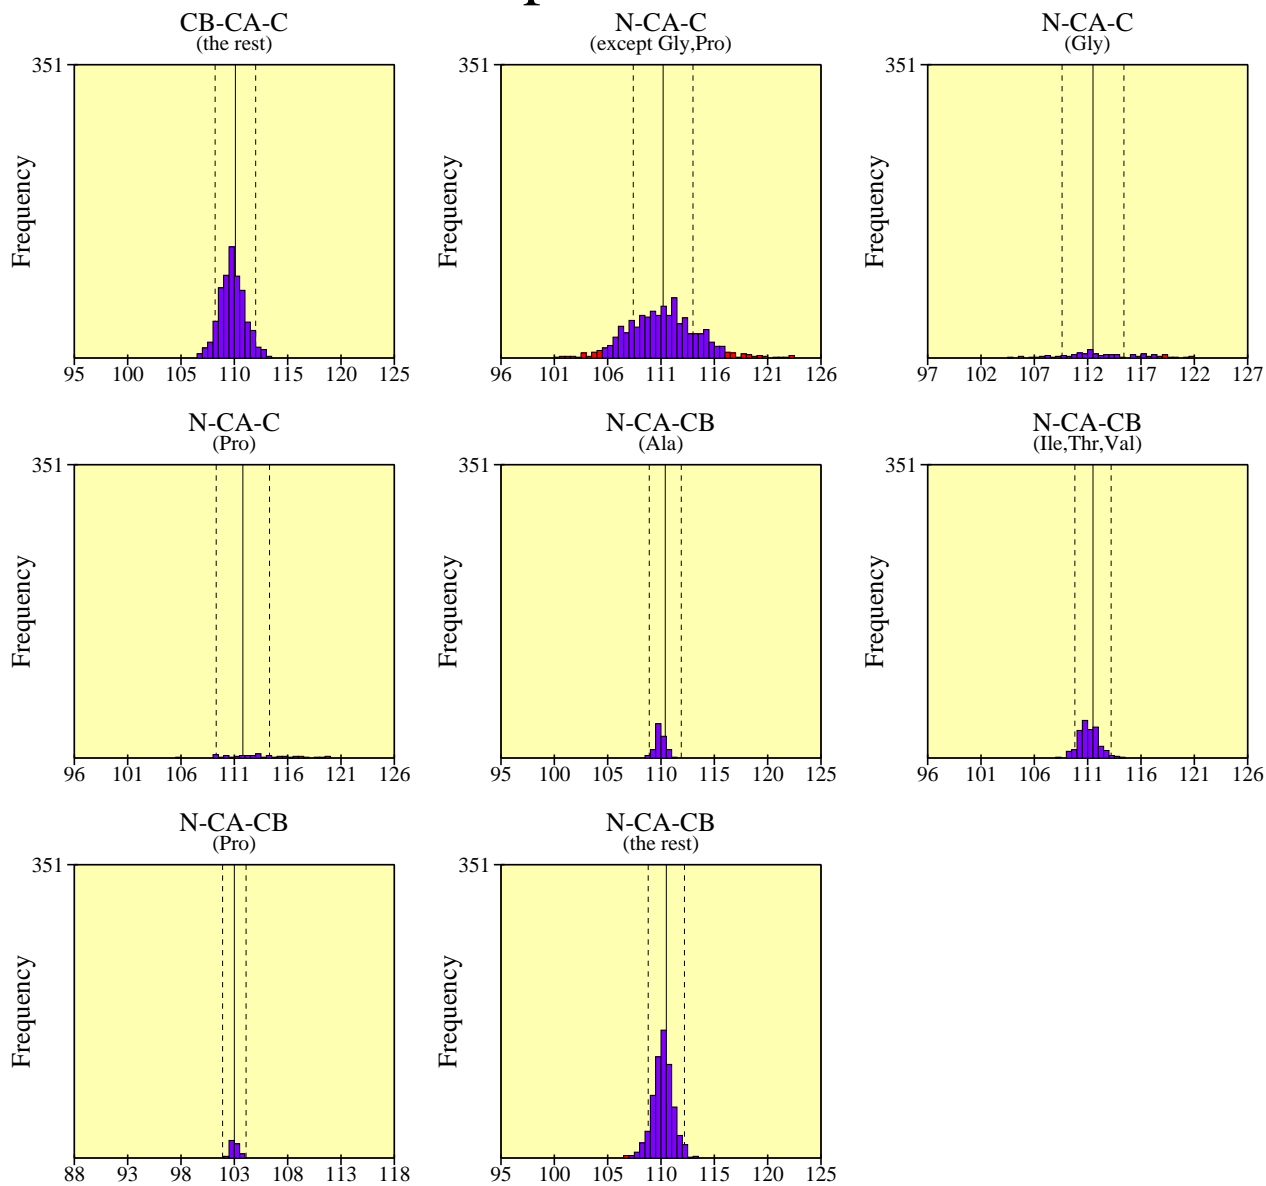 CB-CA-C
N-CA-C
N-CA-C
(the rest)
(except Gly,Pro)
(Gly)
351
351
351
Frequency
Frequency
Frequency
95 100 105 110 115 120 125
96 101 106 111 116 121 126
97 102 107 112 117 122 127
N-CA-C
N-CA-CB
N-CA-CB
(Pro)
(Ala)
(Ile,Thr,Val)
351
351
351
Frequency
Frequency
Frequency
96 101 106 111 116 121 126
95 100 105 110 115 120 125
96 101 106 111 116 121 126
N-CA-CB
N-CA-CB
(Pro)
(the rest)
351
351
Frequency
Frequency
88 93 98 103 108 113 118
95 100 105 110 115 120 125